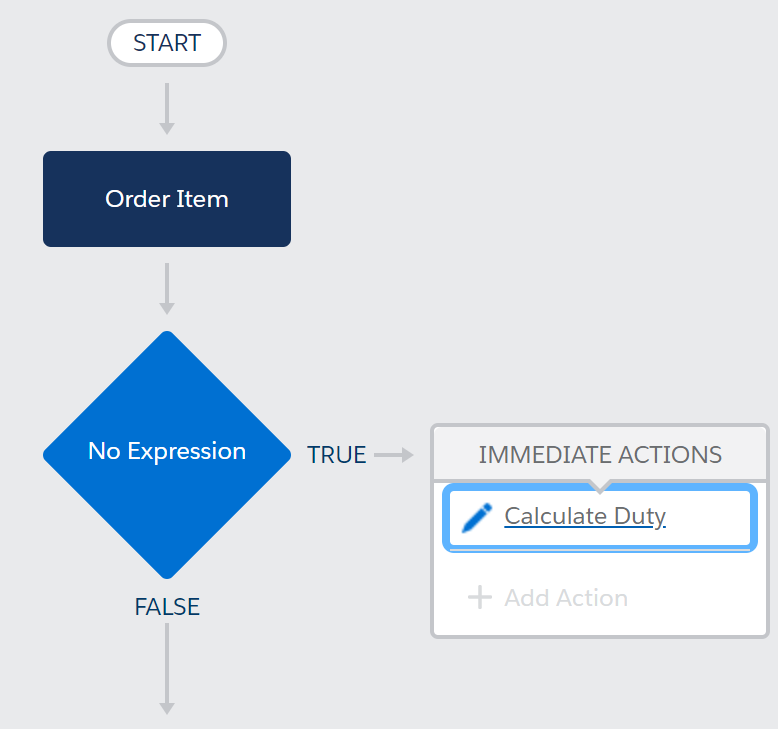 START
Order Item
No Expression
TRUE
IMMEDIATE ACTIONS
Calculate Duty
Add Action
FALSE